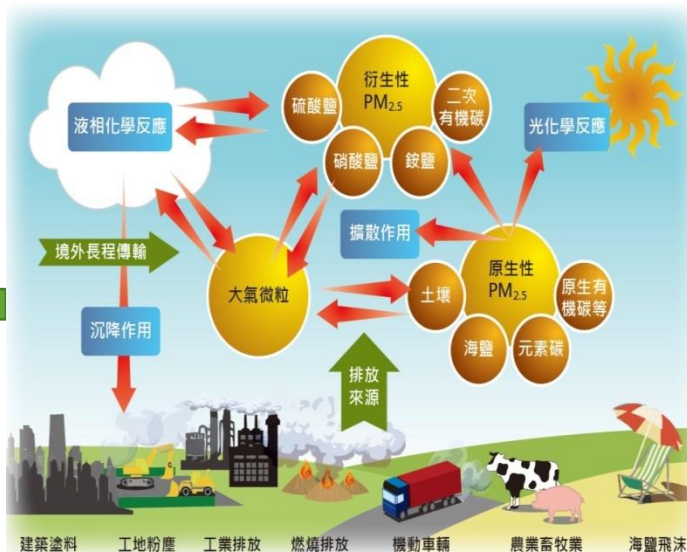 衍生性
PM2.5
硫酸鹽
二次
有機碳
硝酸鹽
銨鹽
液相化學反應
光化學反應
擴散作用
境外長程傳輸
大氣微粒
原生性
PM2.5
土壤
原生有
機碳等
海鹽
元素碳
沉降作用
排放
來源
建築塗料 工地粉塵 工業排放 燃燒排放 機動車輛 農業畜牧業 海鹽飛沫